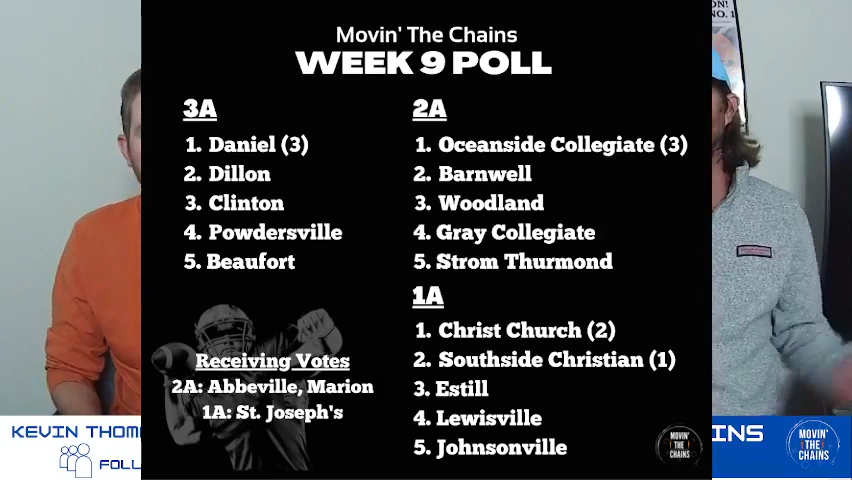 Movin' The Chains
WEEK 9 POLL
3A
1. Daniel (3)
2. Dillon
3. Clinton
4. Powdersville
5. Beaufort
2A
1. Oceanside Collegiate (3)
2. Barnwell
3. Woodland
4. Gray Collegiate
5. Strom Thurmond
1A
1. Christ Church (2)
2. Southside Christian (1)
3. Estill
4. Lewisville
5. Johnsonville
Receiving Votes
2A: Abbeville, Marion
1A: St. Joseph's
MOVIN' THE CHAINS
ON!
NO. 1
KEVIN THOM
FOLL
INS
MOVIN' THE CHAINS